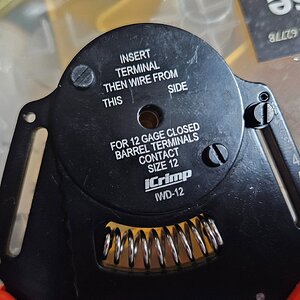 INSERT
TERMINAL
THEN WIRE FROM
THIS SIDE
FOR 12 GAGE CLOSED
BARREL TERMINALS
CONTACT
SIZE 12
iCrimp
IWD-12
6277B